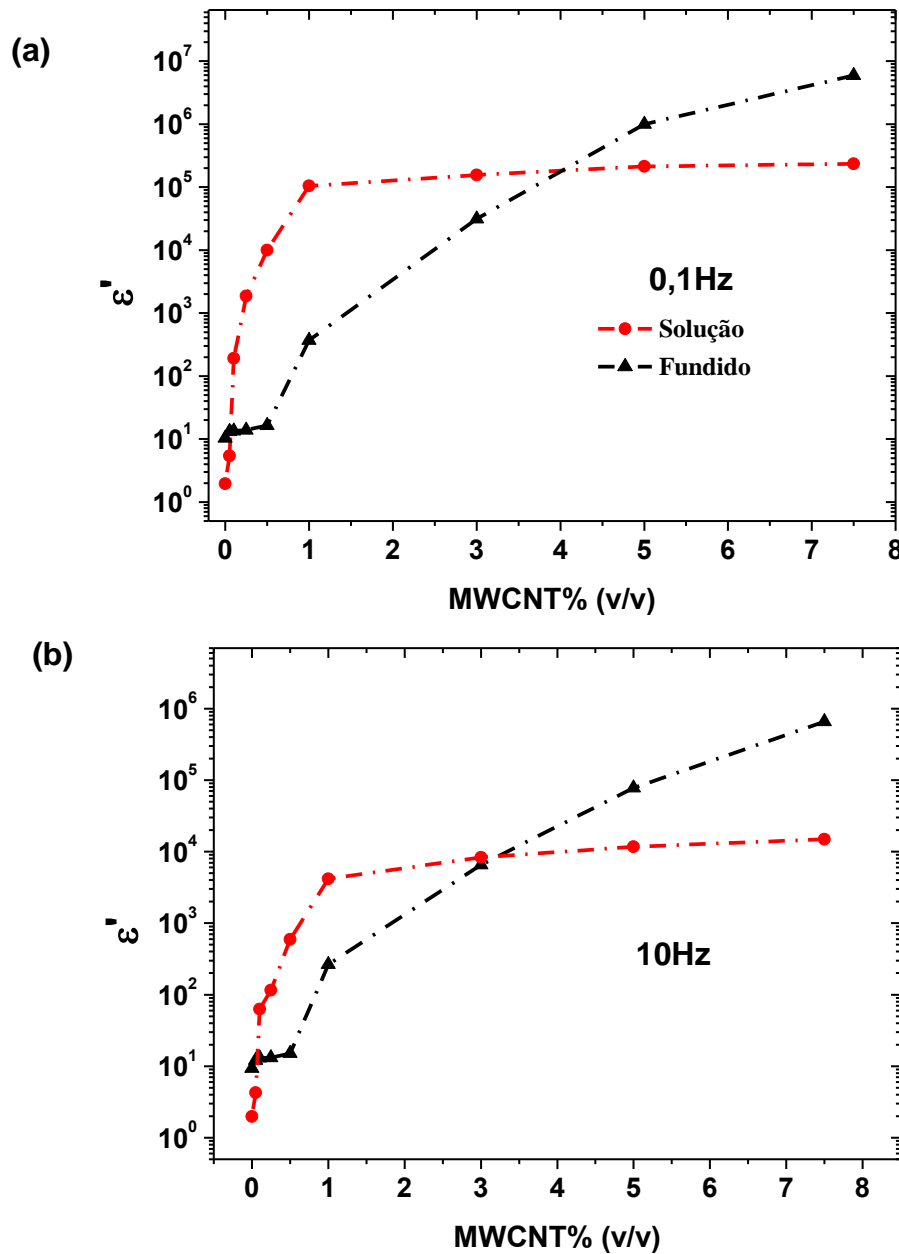 (a)
10⁷
10⁶
10⁵
10⁴
10³
10²
10¹
10⁰
ε'
0,1Hz
Solução
Fundido
0 1 2 3 4 5 6 7 8
MWCNT% (v/v)
(b)
10⁶
10⁵
10⁴
10³
10²
10¹
10⁰
ε'
10Hz
0 1 2 3 4 5 6 7 8
MWCNT% (v/v)